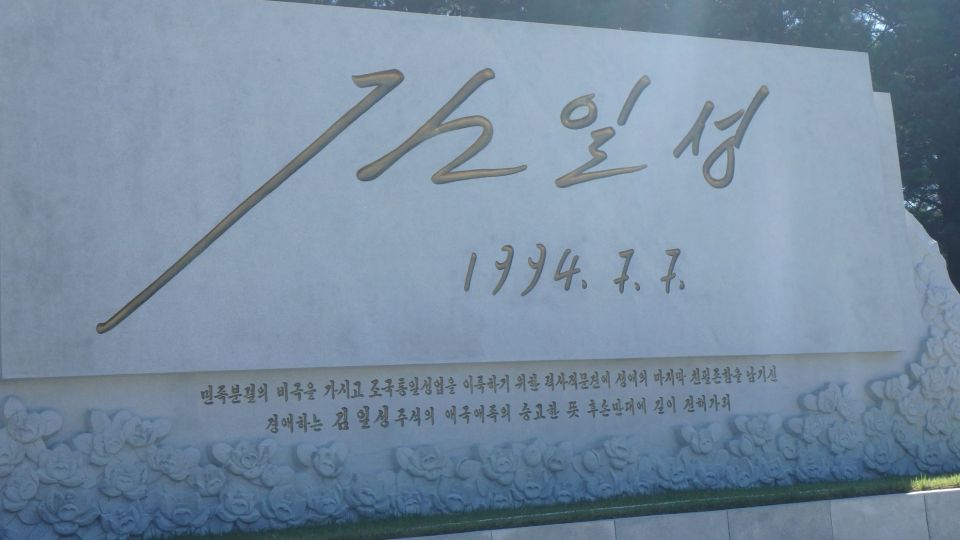 김일성
1994. 7. 7.
민족분렬의 비극을 가시고 조국통일성업을 이룩하기 위한 력사적문건에 생애의 마지막 친필존함을 남기신
경애하는 김일성주석의 애국애족의 숭고한 뜻 후손만대에 길이 전해가리